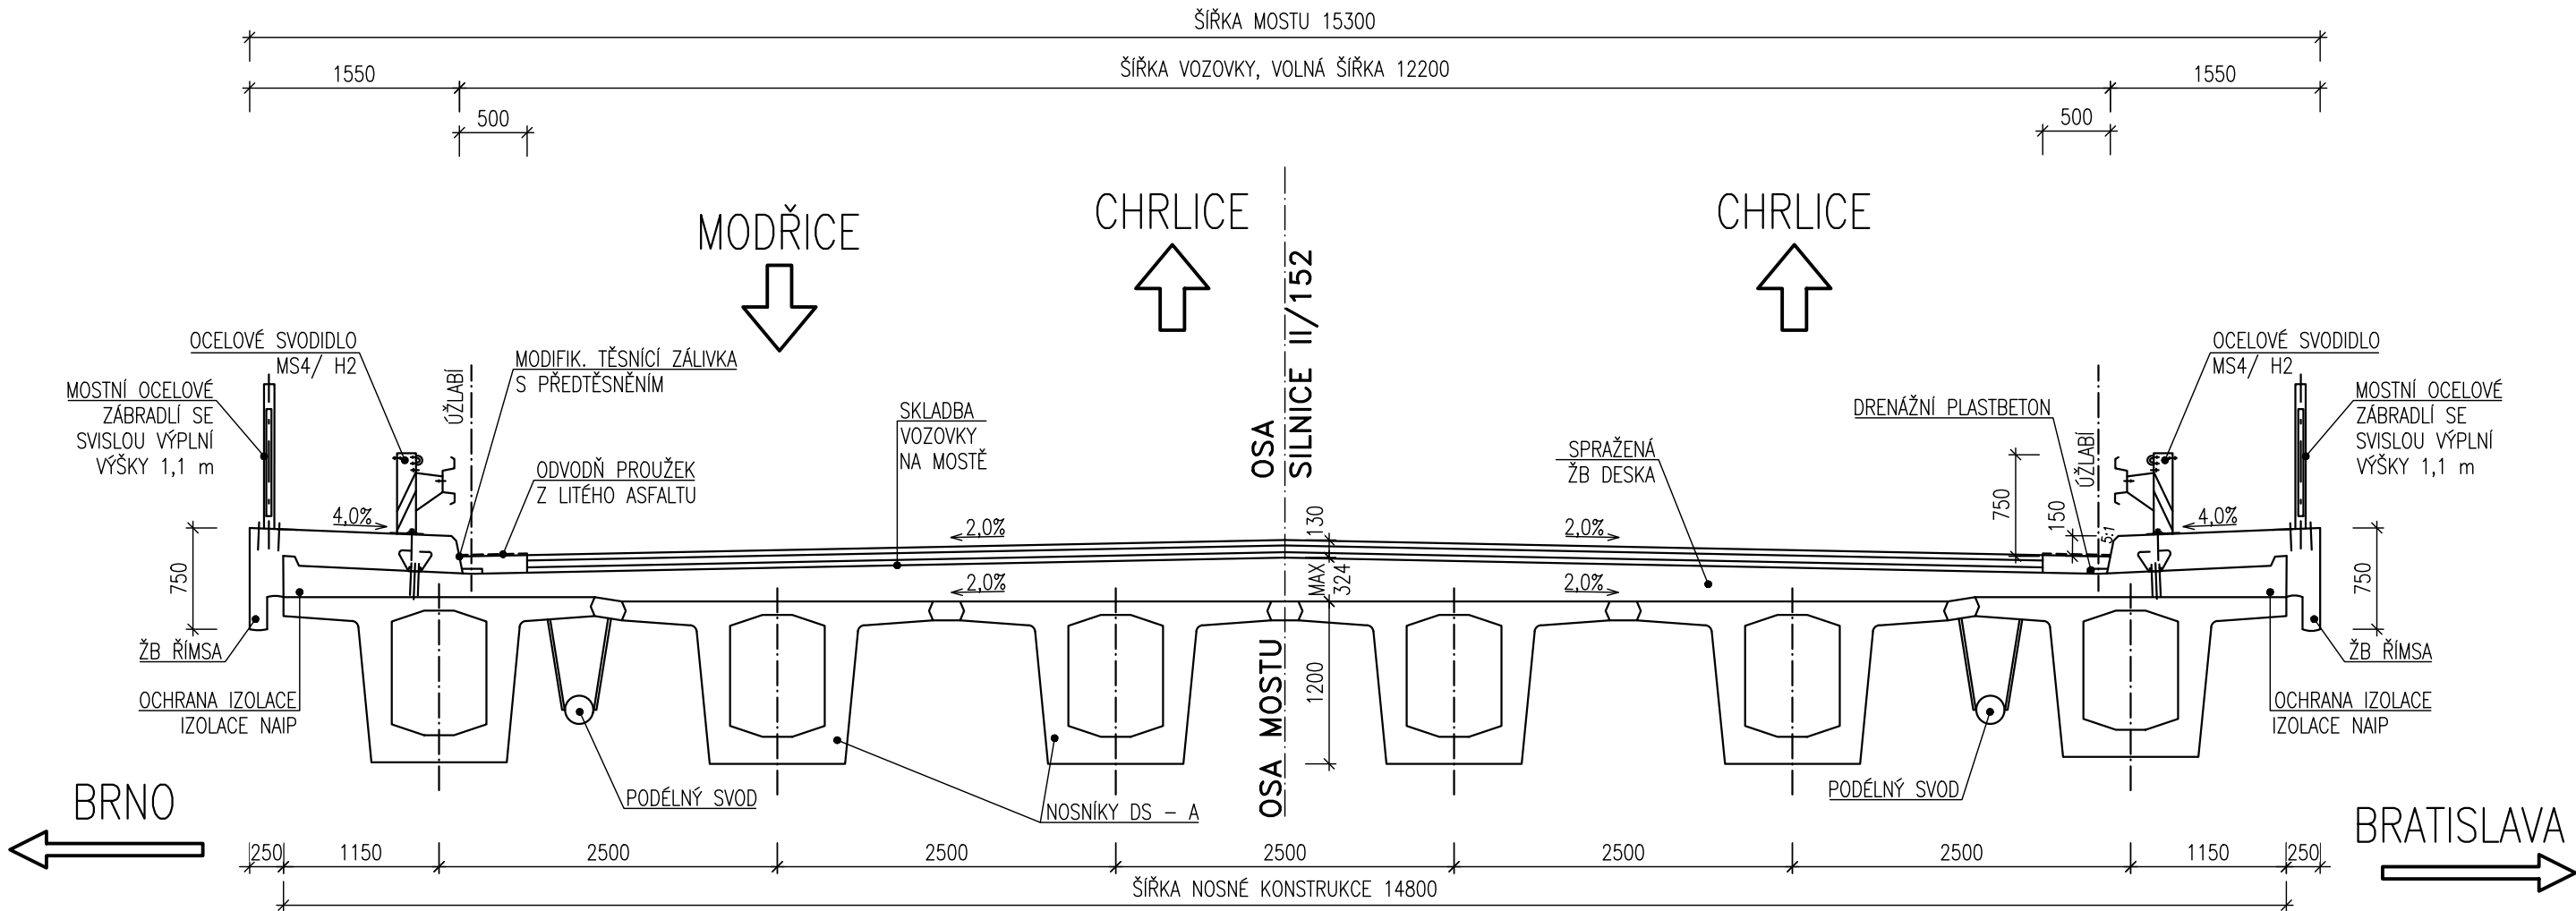 ŠÍŘKA MOSTU 15300
1550
ŠÍŘKA VOZOVKY, VOLNÁ ŠÍŘKA 12200
1550
500
500
MODŘICE
CHRLICE
CHRLICE
OSA
SILNICE II/152
OCELOVÉ SVODIDLO
MS4/ H2
MOSTNÍ OCELOVÉ
ZÁBRADLÍ SE
SVISLOU VÝPLNÍ
VÝŠKY 1,1 m
ÚŽLABÍ
MODIFIK. TĚSNÍCÍ ZÁLIVKA
S PŘEDTĚSNĚNÍM
ODVODŇ PROUŽEK
Z LITÉHO ASFALTU
SKLADBA
VOZOVKY
NA MOSTĚ
SPRAŽENÁ
ŽB DESKA
DRENÁŽNÍ PLASTBETON
ÚŽLABÍ
OCELOVÉ SVODIDLO
MS4/ H2
MOSTNÍ OCELOVÉ
ZÁBRADLÍ SE
SVISLOU VÝPLNÍ
VÝŠKY 1,1 m
4,0%
2,0%
130
2,0%
750
150
5:1
4,0%
750
2,0%
MAX
324
2,0%
750
ŽB ŘÍMSA
OCHRANA IZOLACE
IZOLACE NAIP
OSA MOSTU
1200
ŽB ŘÍMSA
OCHRANA IZOLACE
IZOLACE NAIP
PODÉLNÝ SVOD
NOSNÍKY DS – A
PODÉLNÝ SVOD
BRNO
BRATISLAVA
250
1150
2500
2500
2500
2500
2500
1150
250
ŠÍŘKA NOSNÉ KONSTRUKCE 14800